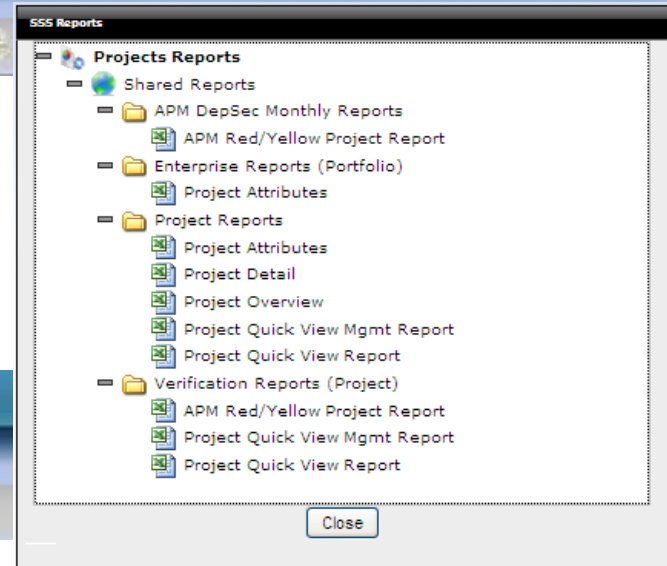 SSS Reports
Projects Reports
Shared Reports
APM DepSec Monthly Reports
APM Red/Yellow Project Report
Enterprise Reports (Portfolio)
Project Attributes
Project Reports
Project Attributes
Project Detail
Project Overview
Project Quick View Mgmt Report
Project Quick View Report
Verification Reports (Project)
APM Red/Yellow Project Report
Project Quick View Mgmt Report
Project Quick View Report
Close